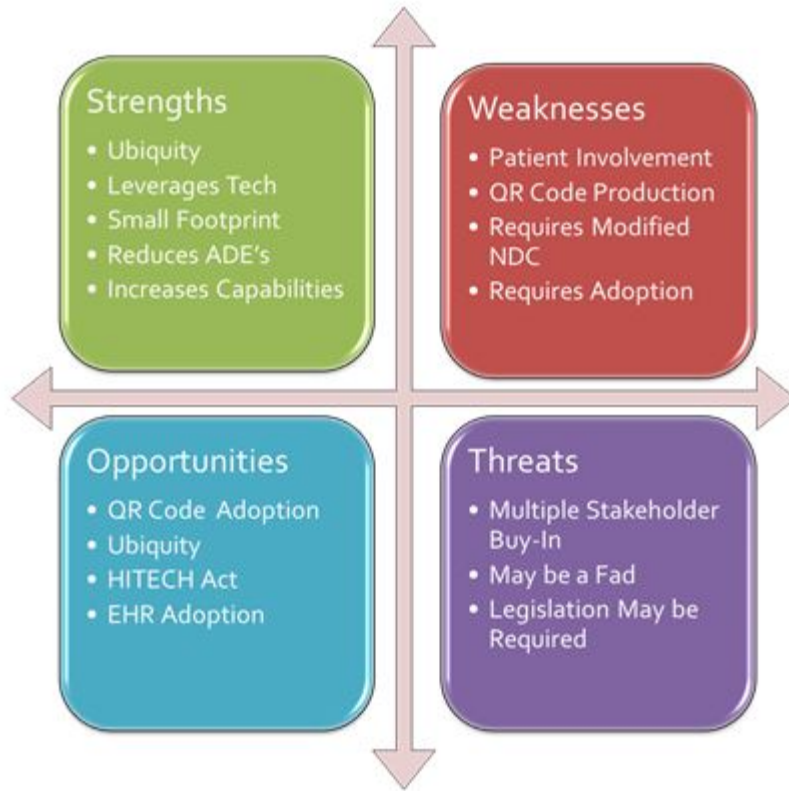 Strengths
• Ubiquity
• Leverages Tech
• Small Footprint
• Reduces ADE's
• Increases Capabilities
Weaknesses
• Patient Involvement
• QR Code Production
• Requires Modified
NDC
• Requires Adoption
Opportunities
• QR Code Adoption
• Ubiquity
• HITECH Act
• EHR Adoption
Threats
• Multiple Stakeholder
Buy-In
• May be a Fad
• Legislation May be
Required